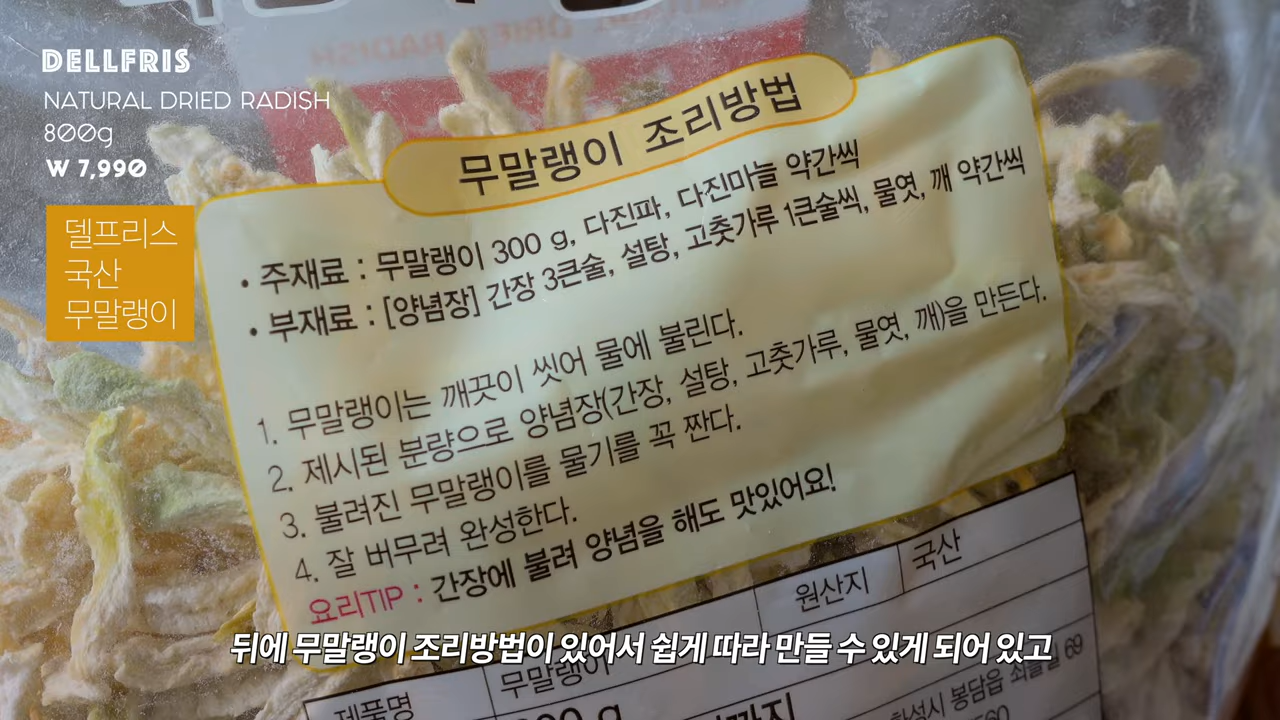 DELLFRIS
NATURAL DRIED RADISH
800g
₩ 7,990
델프리스
국산
무말랭이
DRIED RADISH
무말랭이 조리방법
• 주재료 : 무말랭이 300 g, 다진파, 다진마늘 약간씩
• 부재료 : [양념장] 간장 3큰술, 설탕, 고춧가루 1큰술씩, 물엿, 깨 약간씩
1. 무말랭이는 깨끗이 씻어 물에 불린다.
2. 제시된 분량으로 양념장(간장, 설탕, 고춧가루, 물엿, 깨)을 만든다.
3. 불려진 무말랭이를 물기를 꼭 짠다.
4. 잘 버무려 완성한다.
요리TIP : 간장에 불려 양념을 해도 맛있어요!
원산지 국산
제품명 무말랭이
화성시 봉담읍
뒤에 무말랭이 조리방법이 있어서 쉽게 따라 만들 수 있게 되어 있고